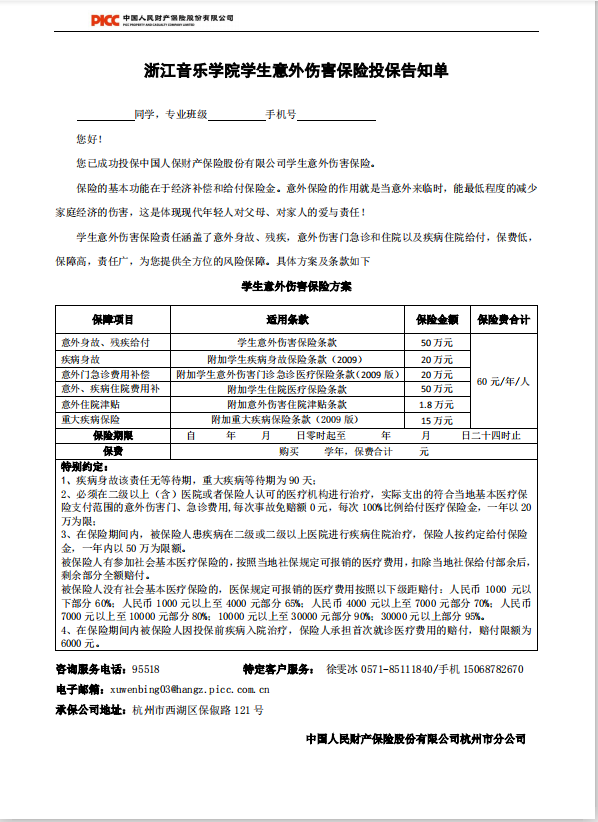 PICC 中国人民财产保险股份有限公司
PICC PROPERTY AND CASUALTY COMPANY LIMITED
浙江音乐学院学生意外伤害保险投保告知单
同学，专业班级 手机号
您好！
您已成功投保中国人保财产保险股份有限公司学生意外伤害保险。
保险的基本功能在于经济补偿和给付保险金。意外保险的作用就是当意外来临时，能最低程度的减少
家庭经济的伤害，这是体现现代年轻人对父母、对家人的爱与责任！
学生意外伤害保险责任涵盖了意外身故、残疾，意外伤害门急诊和住院以及疾病住院给付，保费低，
保障高，责任广，为您提供全方位的风险保障。具体方案及条款如下
学生意外伤害保险方案
保障项目 适用条款 保险金额 保险费合计
意外身故、残疾给付 学生意外伤害保险条款 50 万元
疾病身故 附加学生疾病身故保险条款（2009） 20 万元
意外门急诊费用补偿 附加学生意外伤害门诊急诊医疗保险条款（2009 版） 20 万元
60 元/年/人
意外、疾病住院费用补 附加学生住院医疗保险条款 50 万元
意外住院津贴 附加意外伤害住院津贴条款 1.8 万元
重大疾病保险 附加重大疾病保险条款（2009 版） 15 万元
保险期限 自 年 月 日零时起至 年 月 日二十四时止
保费 购买 学年，保费合计 元
特别约定：
1、疾病身故该责任无等待期，重大疾病等待期为 90 天；
2、必须在二级以上（含）医院或者保险人认可的医疗机构进行治疗，实际支出的符合当地基本医疗保
险支付范围的意外伤害门、急诊费用,每次事故免赔额 0 元，每次 100%比例给付医疗保险金，一年以 20
万为限；
3、在保险期间内，被保险人患疾病在二级或二级以上医院进行疾病住院治疗，保险人按约定给付保险
金，一年内以 50 万为限额。
被保险人有参加社会基本医疗保险的，按照当地社保规定可报销的医疗费用，扣除当地社保给付部余后，
剩余部分全额赔付。
被保险人没有社会基本医疗保险的，医保规定可报销的医疗费用按照以下级距赔付：人民币 1000 元以
下部分 60%；人民币 1000 元以上至 4000 元部分 65%；人民币 4000 元以上至 7000 元部分 70%；人民币
7000 元以上至 10000 元部分 80%；10000 元以上至 30000 元部分 90%；30000 元以上部分 95%。
4、在保险期间内被保险人因投保前疾病入院治疗，保险人承担首次就诊医疗费用的赔付，赔付限额为
6000 元。
咨询服务电话：95518 特定客户服务： 徐雯冰 0571-85111840/手机 15068782670
电子邮箱：xuwenbing03@hangz.picc.com.cn
承保公司地址：杭州市西湖区保俶路 121 号
中国人民财产保险股份有限公司杭州市分公司